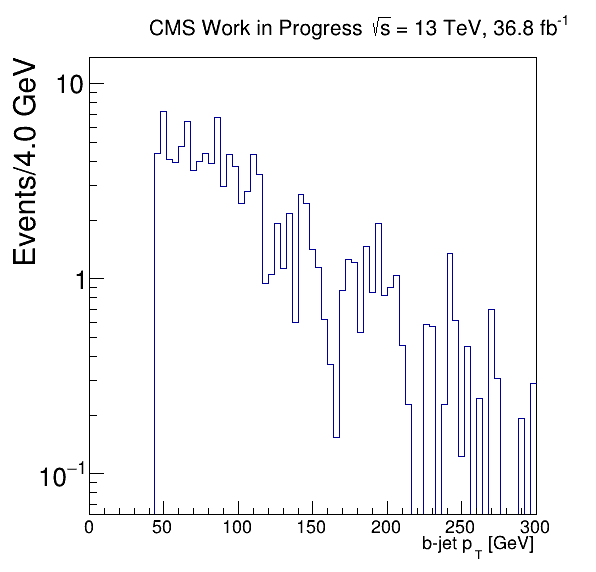 CMS Work in Progress √s = 13 TeV, 36.8 fb⁻¹
Events/4.0 GeV
10
1
10⁻¹
0 50 100 150 200 250 300
b-jet p_T [GeV]